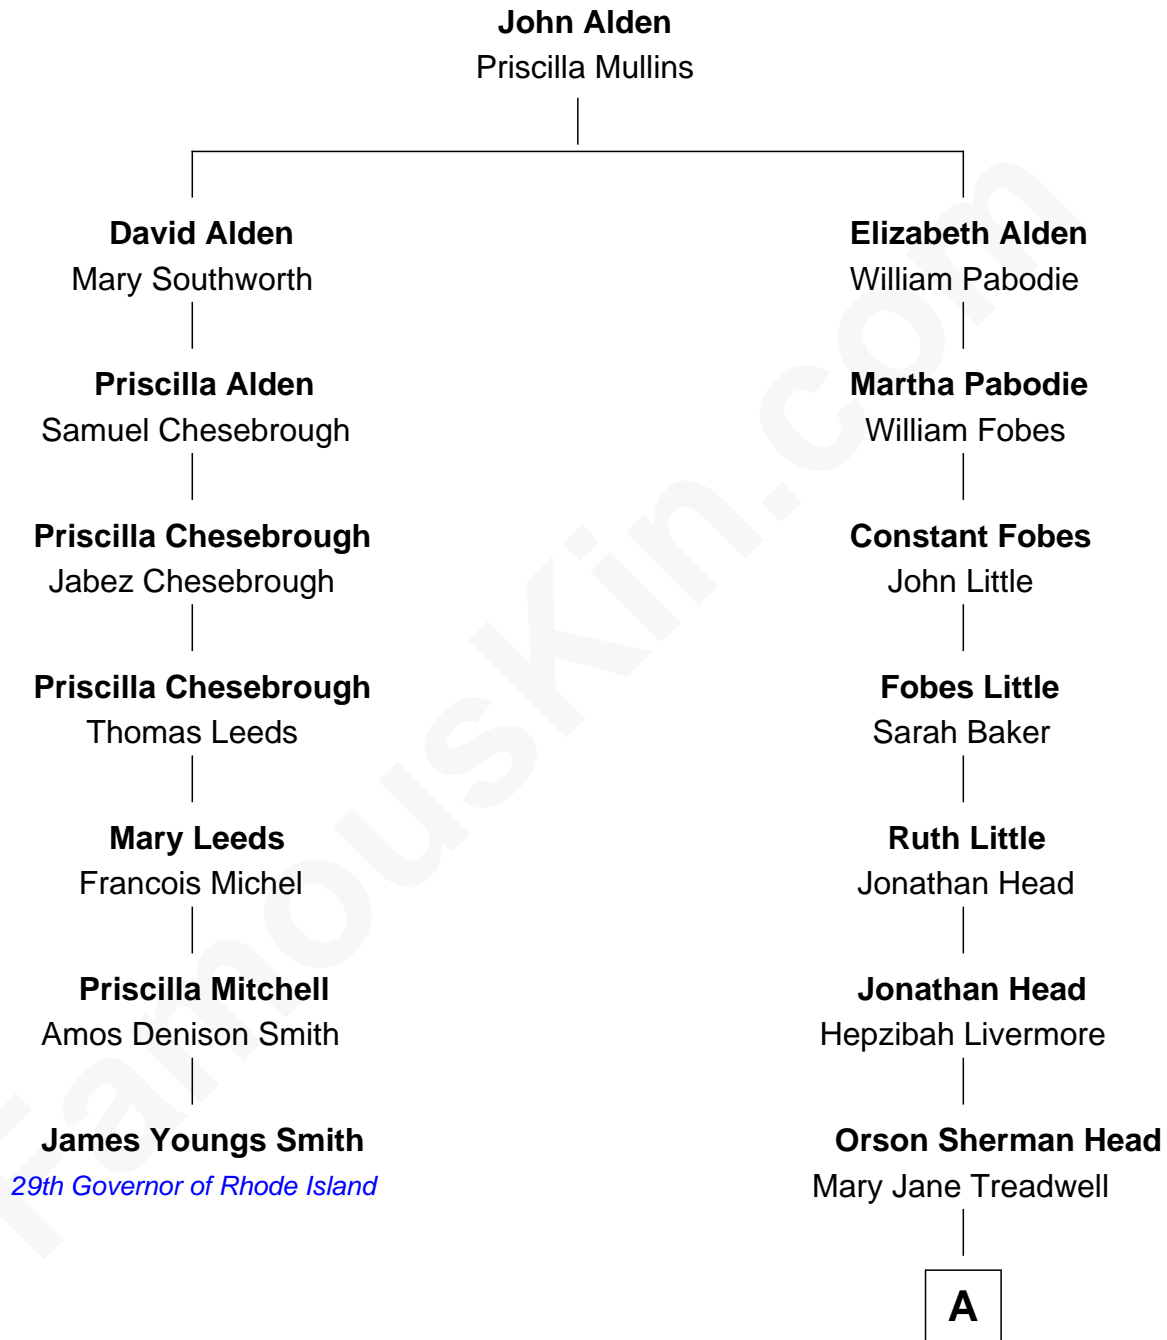 John Alden
Priscilla Mullins
David Alden
Mary Southworth
Elizabeth Alden
William Pabodie
Priscilla Alden
Samuel Chesebrough
Martha Pabodie
William Fobes
Priscilla Chesebrough
Jabez Chesebrough
Constant Fobes
John Little
Priscilla Chesebrough
Thomas Leeds
Fobes Little
Sarah Baker
Mary Leeds
Francois Michel
Ruth Little
Jonathan Head
Priscilla Mitchell
Amos Denison Smith
Jonathan Head
Hepzibah Livermore
James Youngs Smith
29th Governor of Rhode Island
Orson Sherman Head
Mary Jane Treadwell
A
FamousKin.com